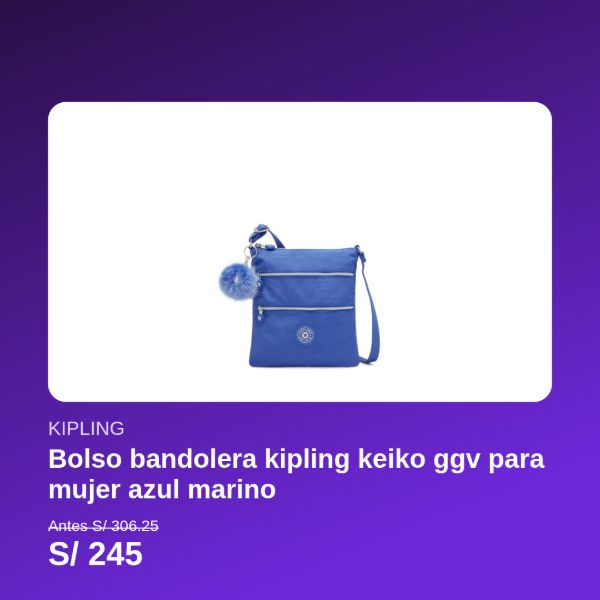 KIPLING
Bolso bandolera kipling keiko ggv para
mujer azul marino
Antes S/ 306.25
S/ 245